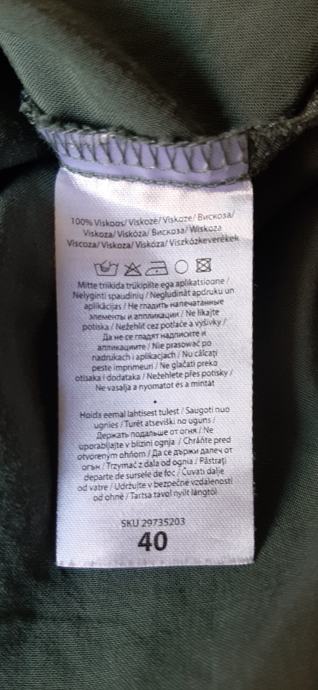 100% Viskoos/ Viskozė/ Viskoze/ Вискоза/
Viskoza/ Viskóza/ Вискоза/ Wiskoza
Viscoza/ Viskoza/ Viskóza/ Viszkózkeverékek
Mitte triikida trükipilte ega aplikatsioone /
Nelyginti spaudinių / Negludināt apdruku un
aplikācijas / Не гладить напечатанные
элементы и аппликации / Ne likajte
potiska / Nežehlit cez potlače a výšivky /
Да не се гладят надписите и
апликациите / Nie prasować po
nadrukach i aplikacjach / Nu călcați
peste imprimeuri / Ne glačati preko
otisaka i dodataka / Nežehlete přes potisky /
Ne vasalja a nyomatot és a mintát
•
Hoida eemal lahtisest tulest / Saugoti nuo
ugnies / Turēt atsevišķi no uguns /
Держать подальше от огня / Ne
uporabljajte v bližini ognja / Chráňte pred
otvoreným ohňom / Да се държи далеч от
огън / Trzymać z dala od ognia / Păstrați
departe de sursele de foc / Čuvati dalje
od vatre / Udržujte v bezpečné vzdálenosti
od ohně / Tartsa távol nyílt lángtól
SKU 29735203
40